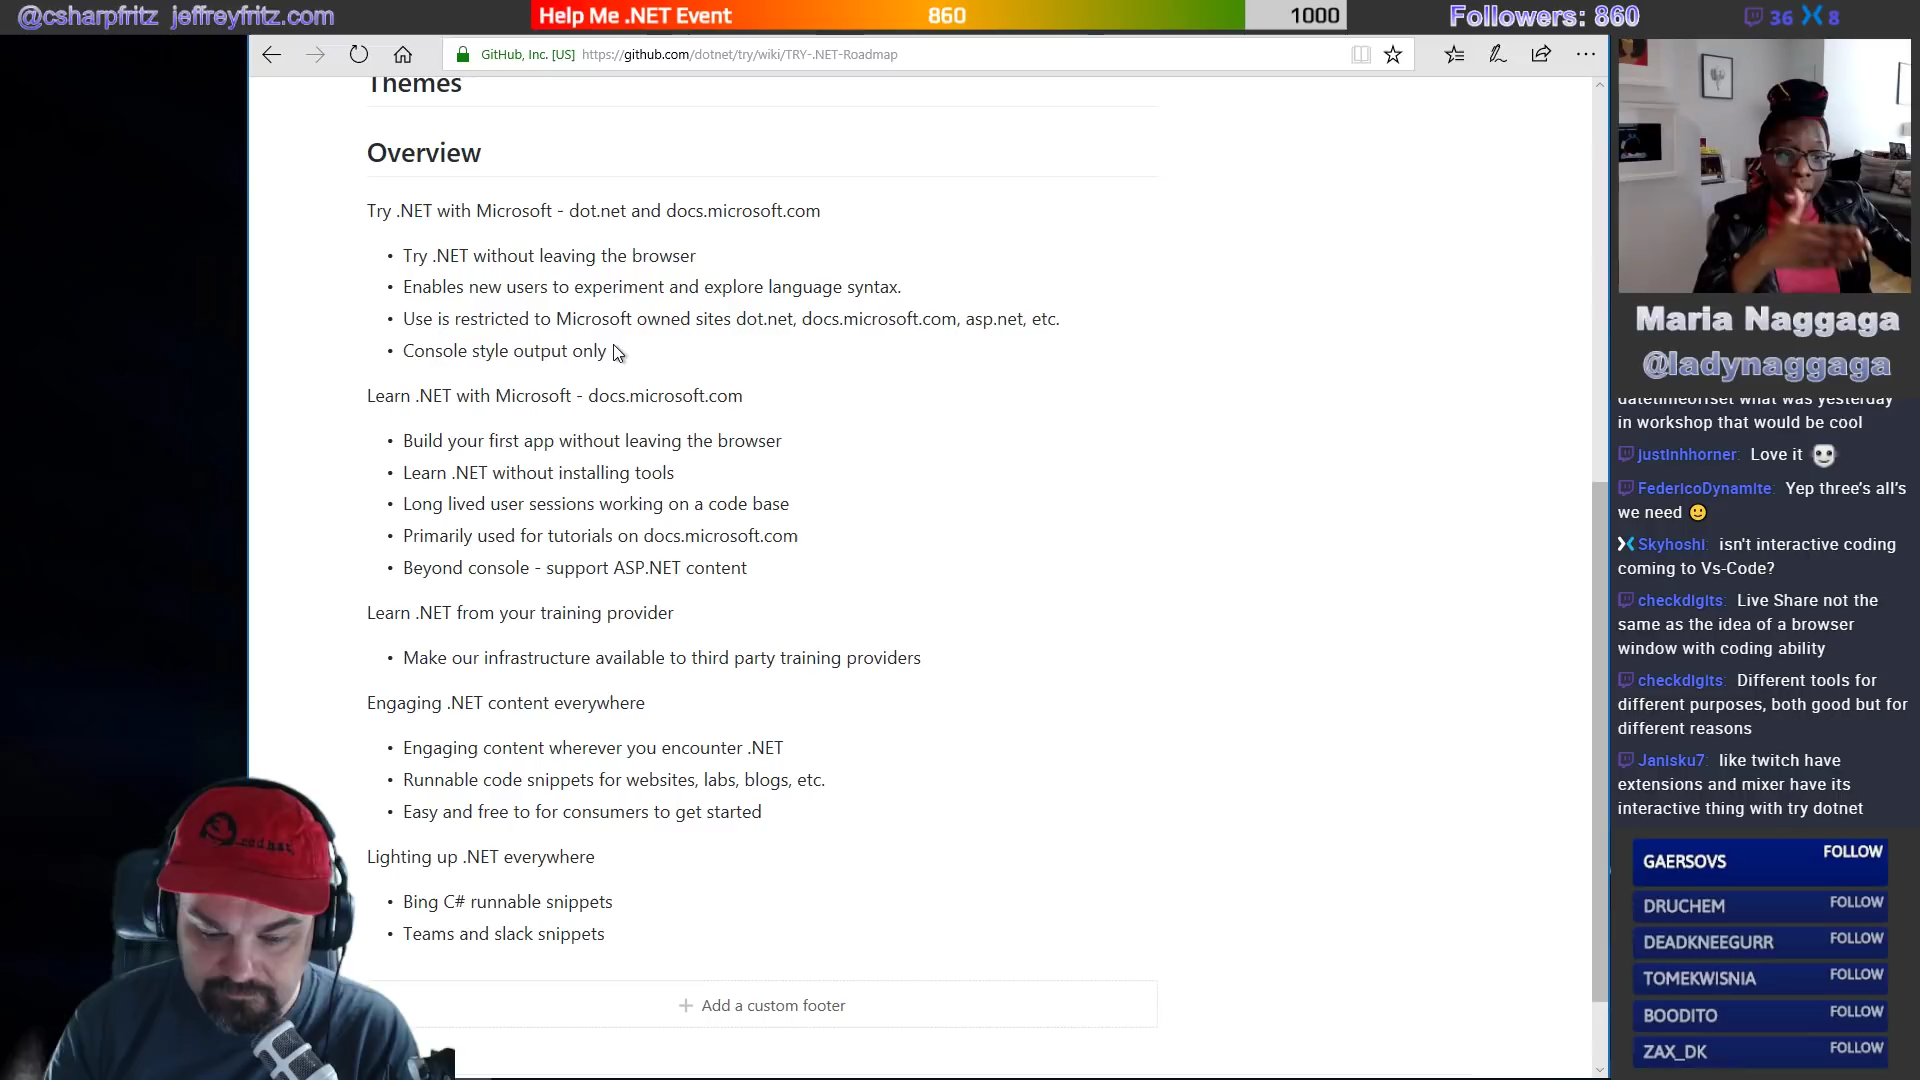 @csharpfritz jeffreyfritz.com
Help Me .NET Event 860 1000
Followers: 860
36 8
GitHub, Inc. [US] https://github.com/dotnet/try/wiki/TRY-.NET-Roadmap
Themes
Overview
Try .NET with Microsoft - dot.net and docs.microsoft.com
• Try .NET without leaving the browser
• Enables new users to experiment and explore language syntax.
• Use is restricted to Microsoft owned sites dot.net, docs.microsoft.com, asp.net, etc.
• Console style output only
Learn .NET with Microsoft - docs.microsoft.com
• Build your first app without leaving the browser
• Learn .NET without installing tools
• Long lived user sessions working on a code base
• Primarily used for tutorials on docs.microsoft.com
• Beyond console - support ASP.NET content
Learn .NET from your training provider
• Make our infrastructure available to third party training providers
Engaging .NET content everywhere
• Engaging content wherever you encounter .NET
• Runnable code snippets for websites, labs, blogs, etc.
• Easy and free to for consumers to get started
Lighting up .NET everywhere
• Bing C# runnable snippets
• Teams and slack snippets
+ Add a custom footer
redhat
Maria Naggaga
@ladynaggaga
datetimeoffset what was yesterday
in workshop that would be cool
justinhhorner: Love it
FedericoDynamite: Yep three's all's
we need
Skyhoshi: isn't interactive coding
coming to Vs-Code?
checkdigits: Live Share not the
same as the idea of a browser
window with coding ability
checkdigits: Different tools for
different purposes, both good but for
different reasons
Janisku7: like twitch have
extensions and mixer have its
interactive thing with try dotnet
GAERSOVS FOLLOW
DRUCHEM FOLLOW
DEADKNEEGURR FOLLOW
TOMEKWISNIA FOLLOW
BOODITO FOLLOW
ZAX_DK FOLLOW